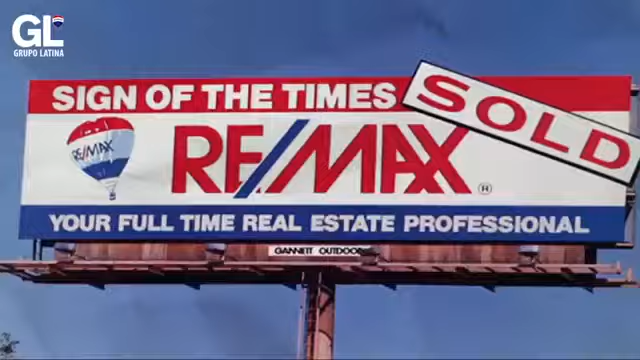 GL
GRUPO LATINA
SIGN OF THE TIMES
SOLD
RE/MAX
RE/MAX ®
YOUR FULL TIME REAL ESTATE PROFESSIONAL
GANNETT OUTDOOR